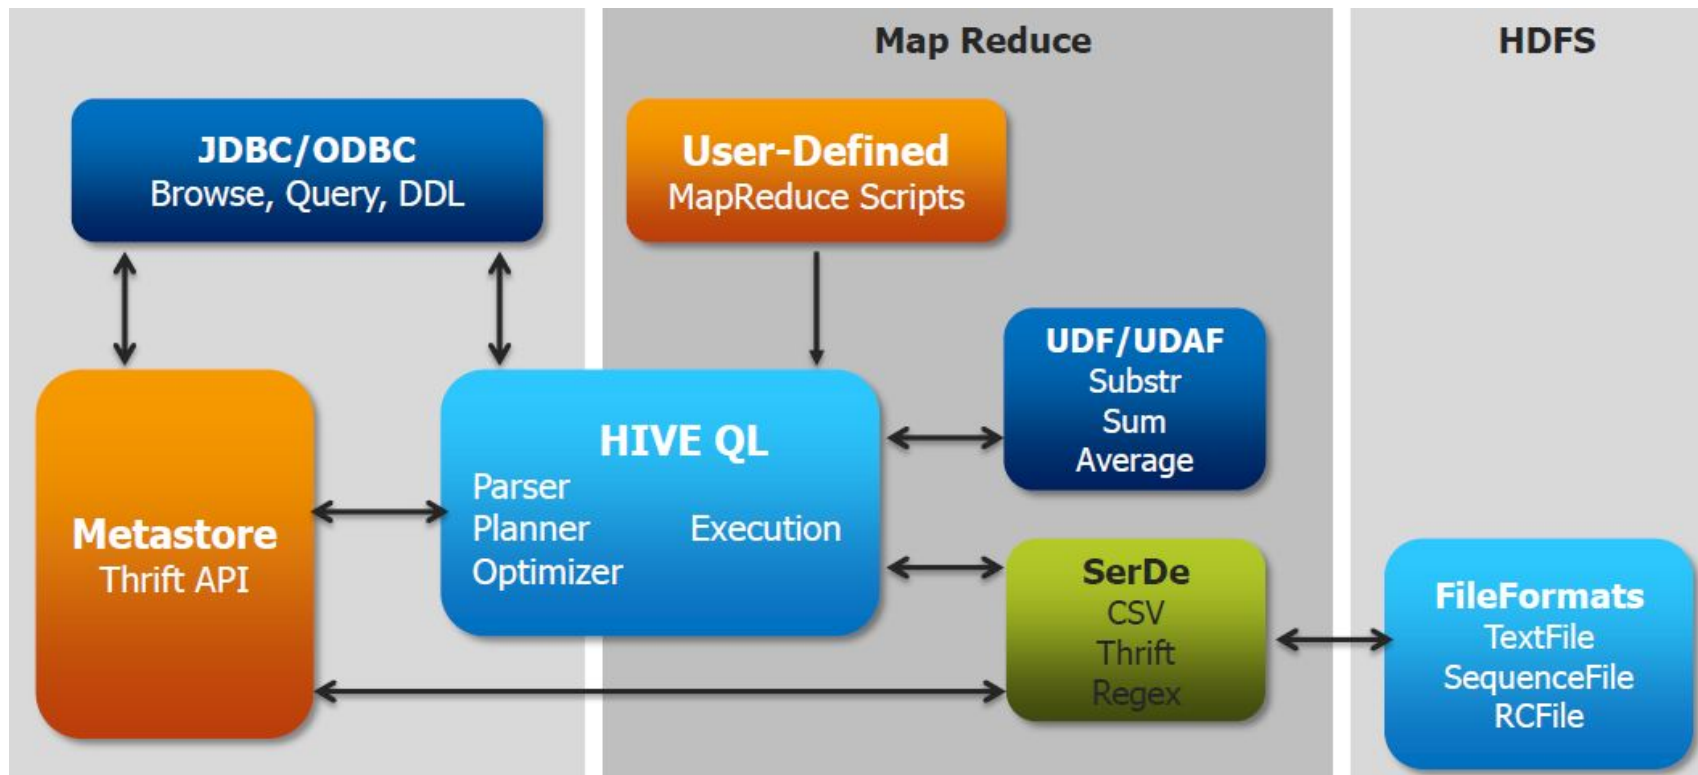 Map Reduce
HDFS
JDBC/ODBC
Browse, Query, DDL
User-Defined
MapReduce Scripts
UDF/UDAF
Substr
Sum
Average
HIVE QL
Parser
Planner
Execution
Optimizer
Metastore
Thrift API
SerDe
CSV
Thrift
Regex
FileFormats
TextFile
SequenceFile
RCFile